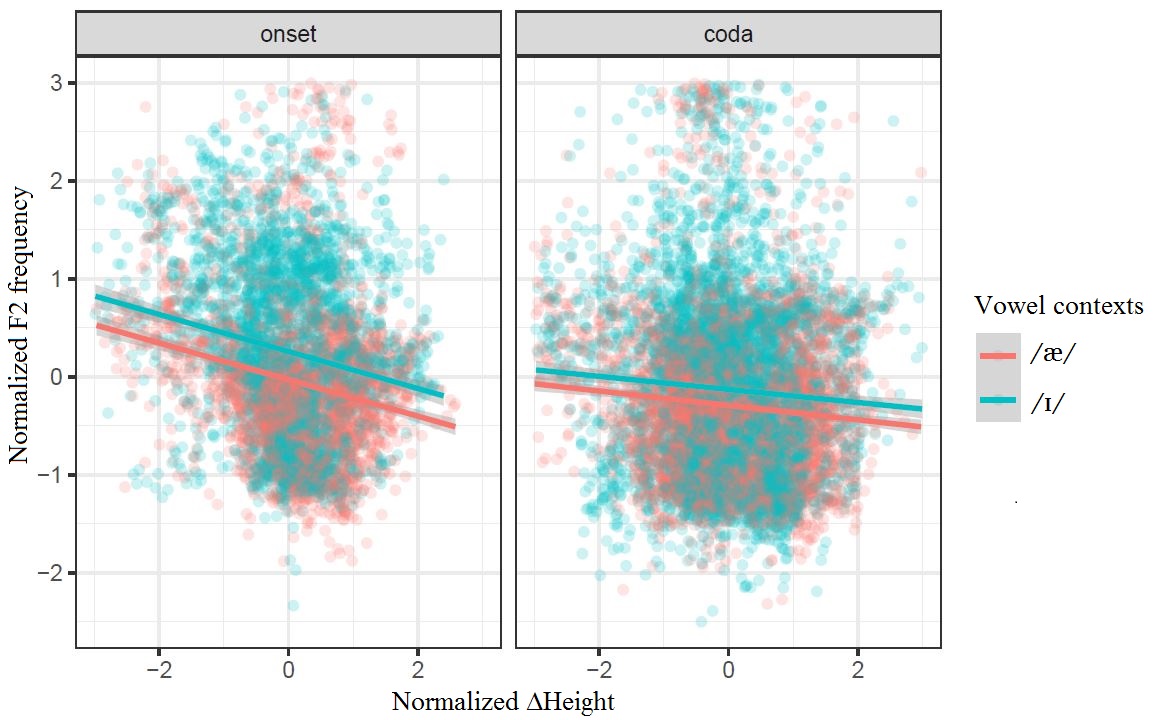 onset
coda
Normalized F2 frequency
3
2
1
0
−1
−2
−2
0
2
−2
0
2
Normalized ΔHeight
Vowel contexts
/æ/
/ɪ/